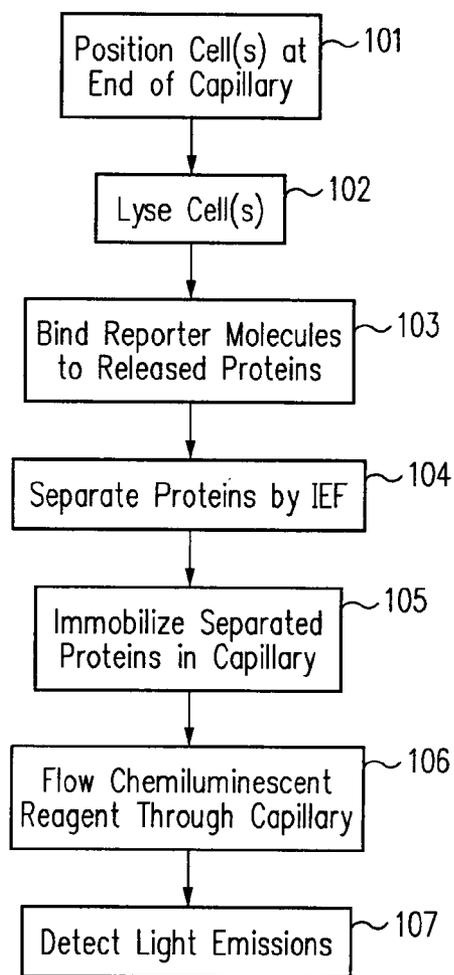 Position Cell(s) at
End of Capillary
101
Lyse Cell(s)
102
Bind Reporter Molecules
to Released Proteins
103
Separate Proteins by IEF
104
Immobilize Separated
Proteins in Capillary
105
Flow Chemiluminescent
Reagent Through Capillary
106
Detect Light Emissions
107